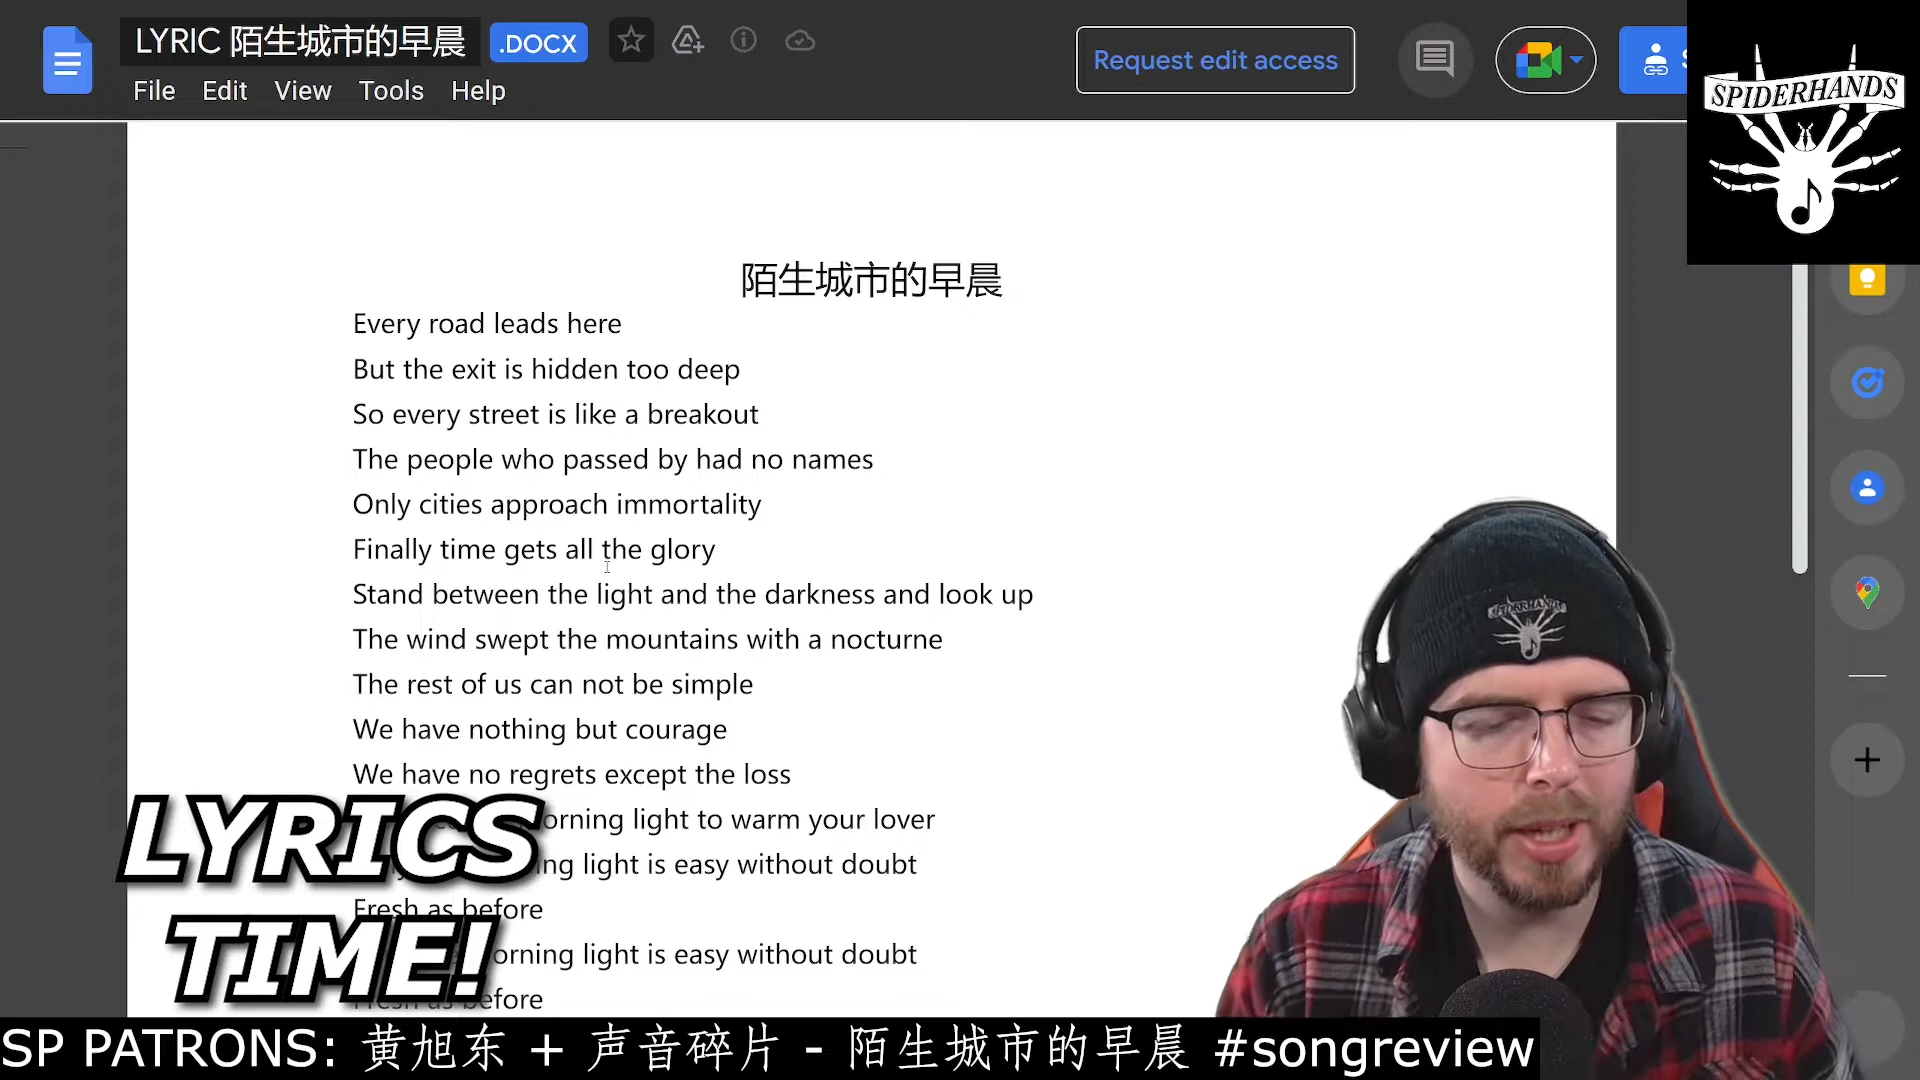 LYRIC 陌生城市的早晨
.DOCX
File Edit View Tools Help
Request edit access
SPIDERHANDS
陌生城市的早晨
Every road leads here
But the exit is hidden too deep
So every street is like a breakout
The people who passed by had no names
Only cities approach immortality
Finally time gets all the glory
Stand between the light and the darkness and look up
The wind swept the mountains with a nocturne
The rest of us can not be simple
We have nothing but courage
We have no regrets except the loss
light to warm your lover
light is easy without doubt
Fresh as before
light is easy without doubt
before
SPIDERHANDS
LYRICS
TIME!
SP PATRONS: 黄旭东 + 声音碎片 - 陌生城市的早晨 #songreview